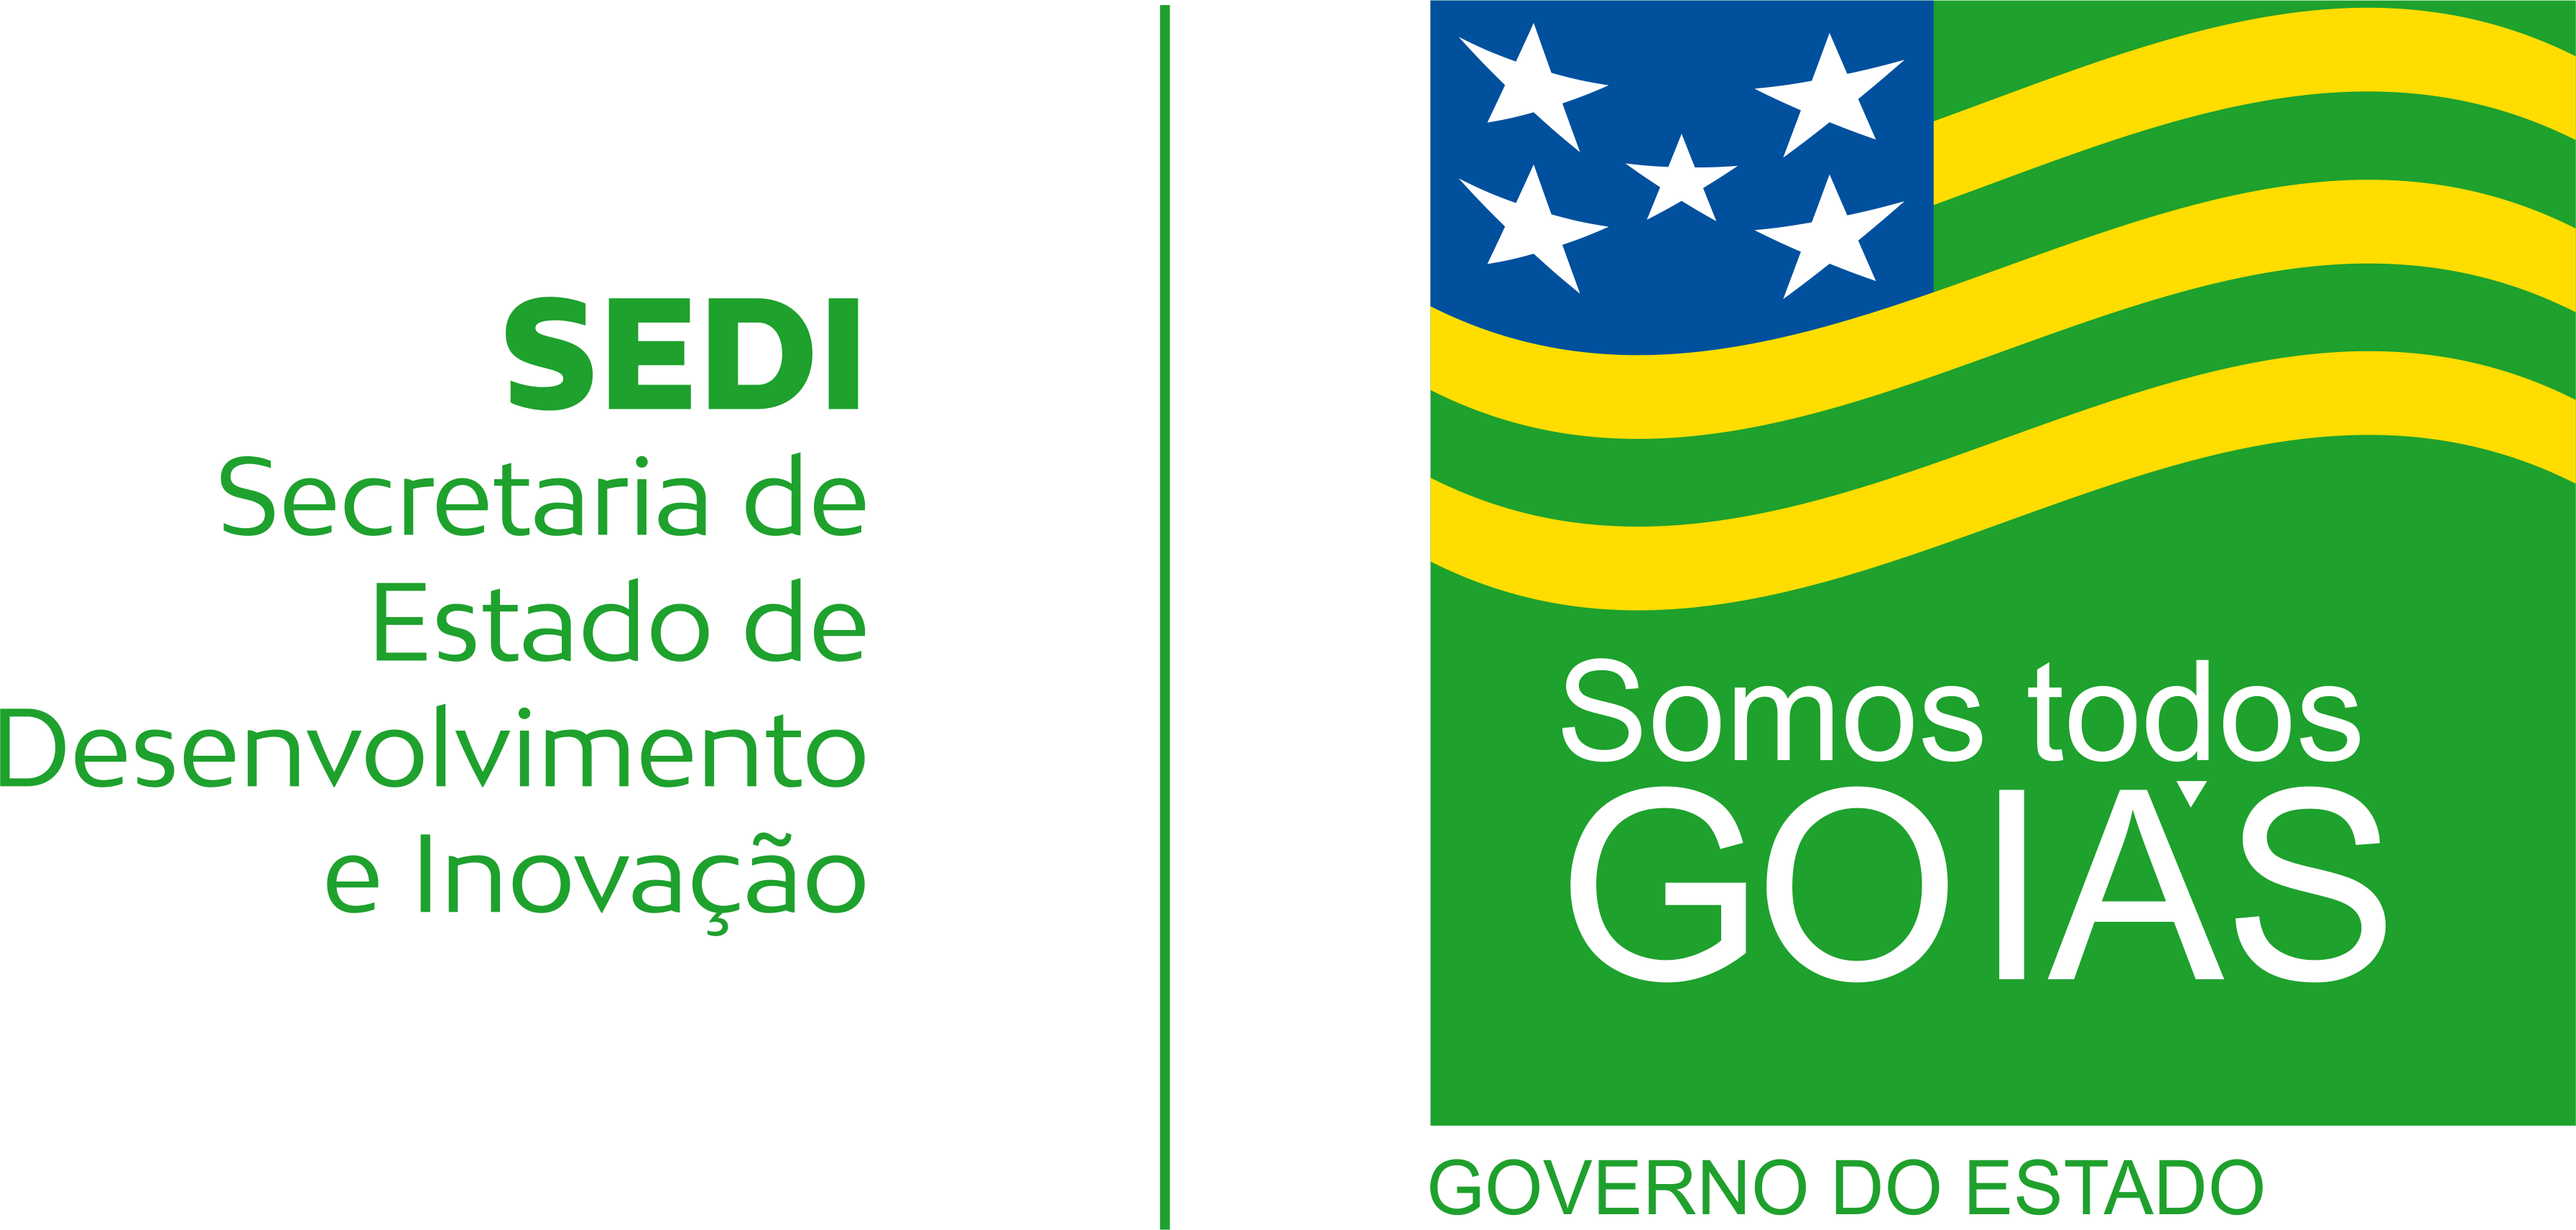 SEDI
Secretaria de
Estado de
Desenvolvimento
e Inovação
Somos todos
GOIÁS
GOVERNO DO ESTADO